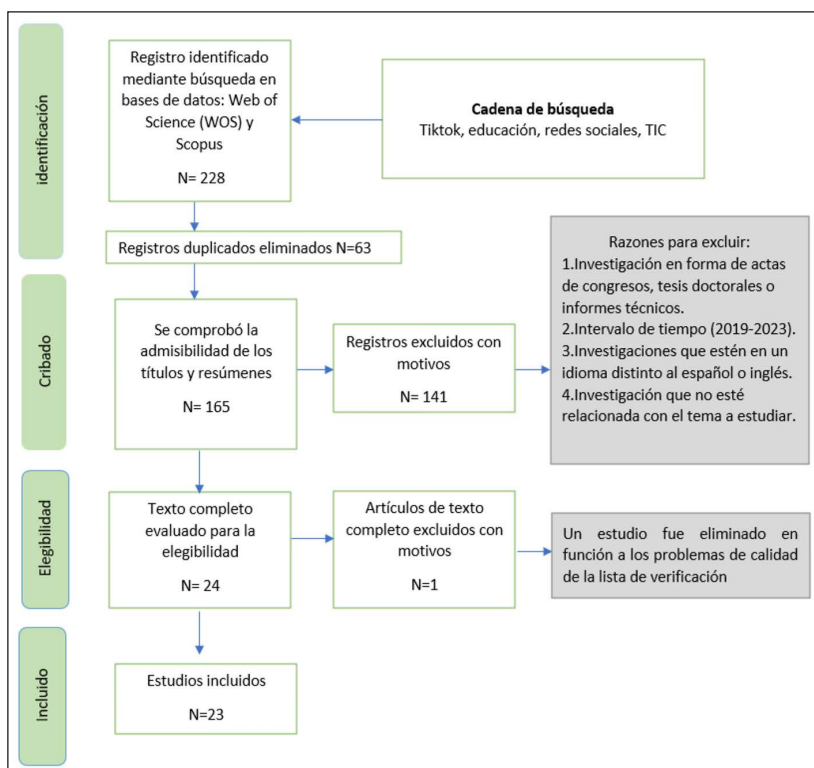 identificación
Registro identificado
mediante búsqueda en
bases de datos: Web of
Science (WOS) y
Scopus
N= 228
Cadena de búsqueda
Tiktok, educación, redes sociales, TIC
Registros duplicados eliminados N=63
Cribado
Se comprobó la
admisibilidad de los
títulos y resúmenes
N= 165
Registros excluidos con
motivos
N= 141
Razones para excluir:
1.Investigación en forma de actas
de congresos, tesis doctorales o
informes técnicos.
2.Intervalo de tiempo (2019-2023).
3.Investigaciones que estén en un
idioma distinto al español o inglés.
4.Investigación que no esté
relacionada con el tema a estudiar.
Elegibilidad
Texto completo
evaluado para la
elegibilidad
N= 24
Artículos de texto
completo excluidos con
motivos
N=1
Un estudio fue eliminado en
función a los problemas de calidad
de la lista de verificación
Incluido
Estudios incluidos
N=23